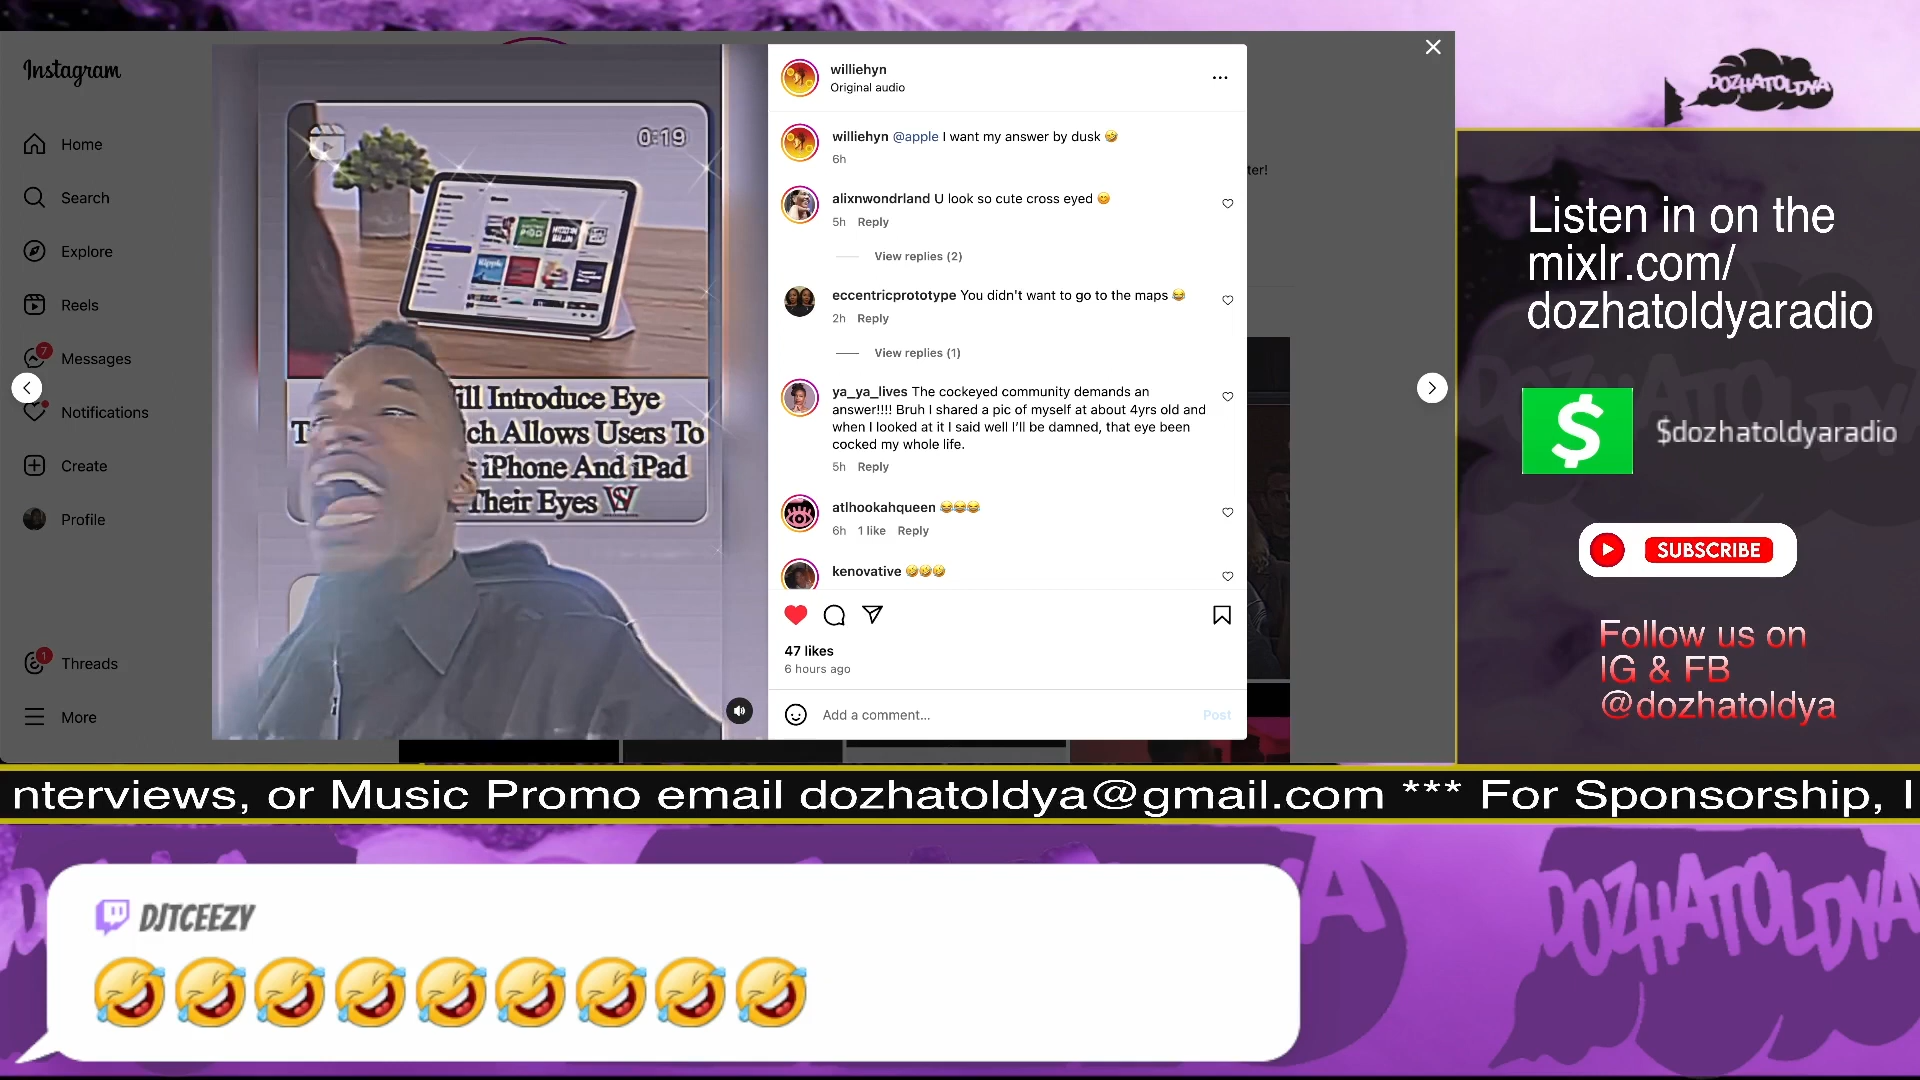 Instagram
Home
Search
Explore
Reels
7
Messages
Notifications
Create
Profile
1
Threads
More
0:19
ill Introduce Eye
ch Allows Users To
iPhone And iPad
Their Eyes
williehyn
Original audio
williehyn @apple I want my answer by dusk 🤣
6h
alixnwondrland U look so cute cross eyed 😊
5h Reply
View replies (2)
eccentricprototype You didn't want to go to the maps 😂
2h Reply
View replies (1)
ya_ya_lives The cockeyed community demands an
answer!!!! Bruh I shared a pic of myself at about 4yrs old and
when I looked at it I said well I'll be damned, that eye been
cocked my whole life.
5h Reply
atlhookahqueen 😂😂😂
6h 1 like Reply
kenovative 🤣🤣🤣
47 likes
6 hours ago
Add a comment...
Post
ter!
DOZHATOLDYA
Listen in on the
mixlr.com/
dozhatoldyaradio
$ $dozhatoldyaradio
SUBSCRIBE
Follow us on
IG & FB
@dozhatoldya
nterviews, or Music Promo email dozhatoldya@gmail.com *** For Sponsorship, I
DJTCEEZY
🤣🤣🤣🤣🤣🤣🤣🤣🤣
DOZHATOLDYA